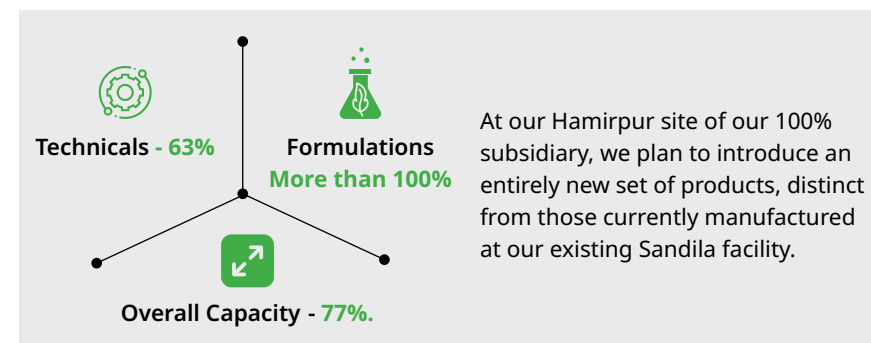 Technicals - 63%
Formulations
More than 100%
Overall Capacity - 77%.
At our Hamirpur site of our 100%
subsidiary, we plan to introduce an
entirely new set of products, distinct
from those currently manufactured
at our existing Sandila facility.